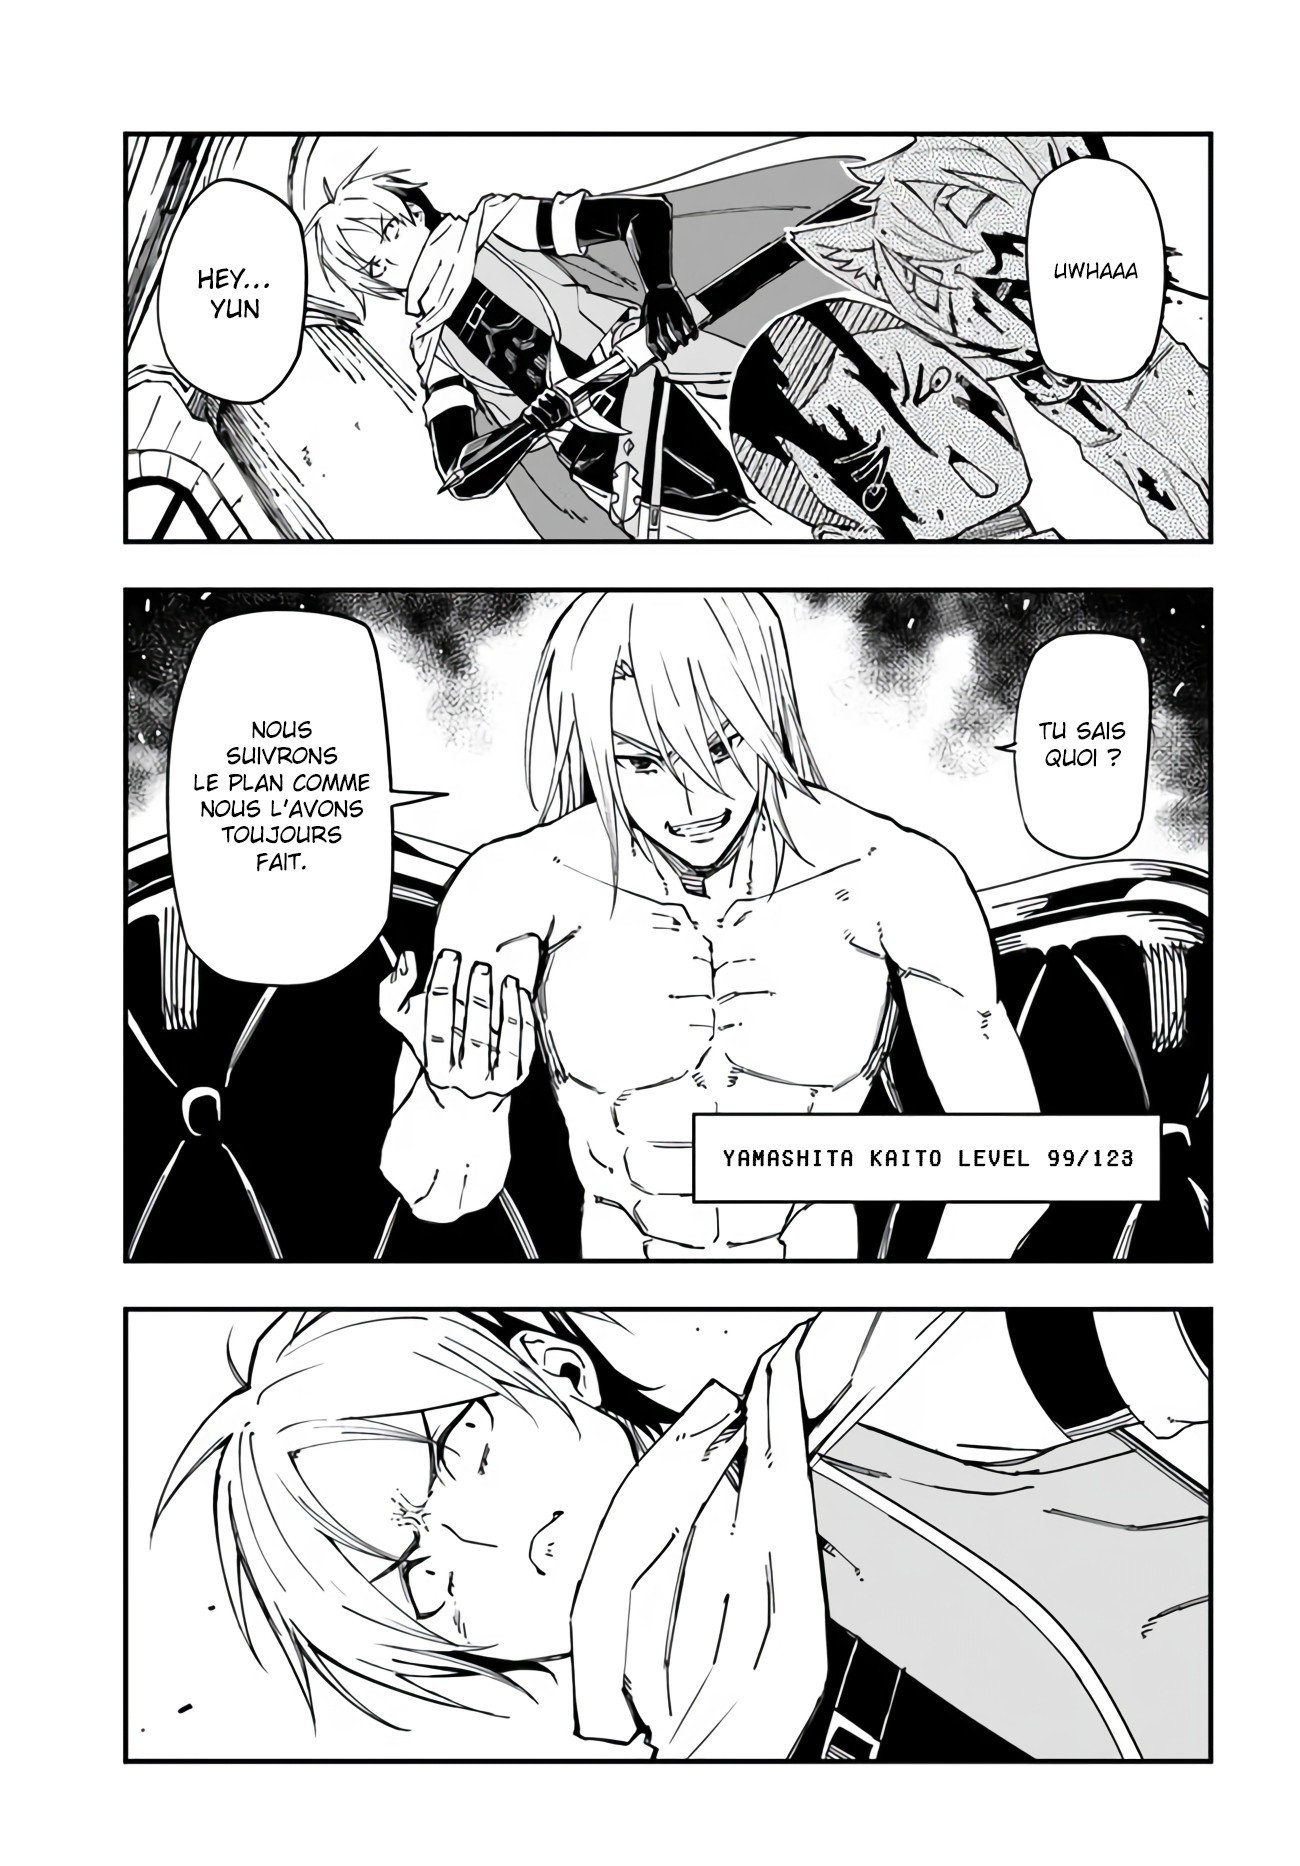 UWHAAA
HEY...
YUN
TU SAIS
QUOI ?
NOUS
SUIVRONS
LE PLAN COMME
NOUS L'AVONS
TOUJOURS
FAIT.
YAMASHITA KAITO LEVEL 99/123